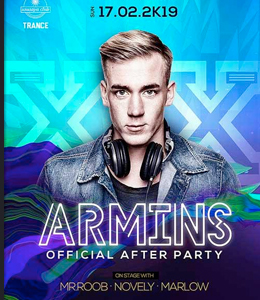 SUN 17.02.2K19
TRANCE
ARMINS
OFFICIAL AFTER PARTY
ON STAGE WITH
MR.ROOB · NOVELY · MARLOW